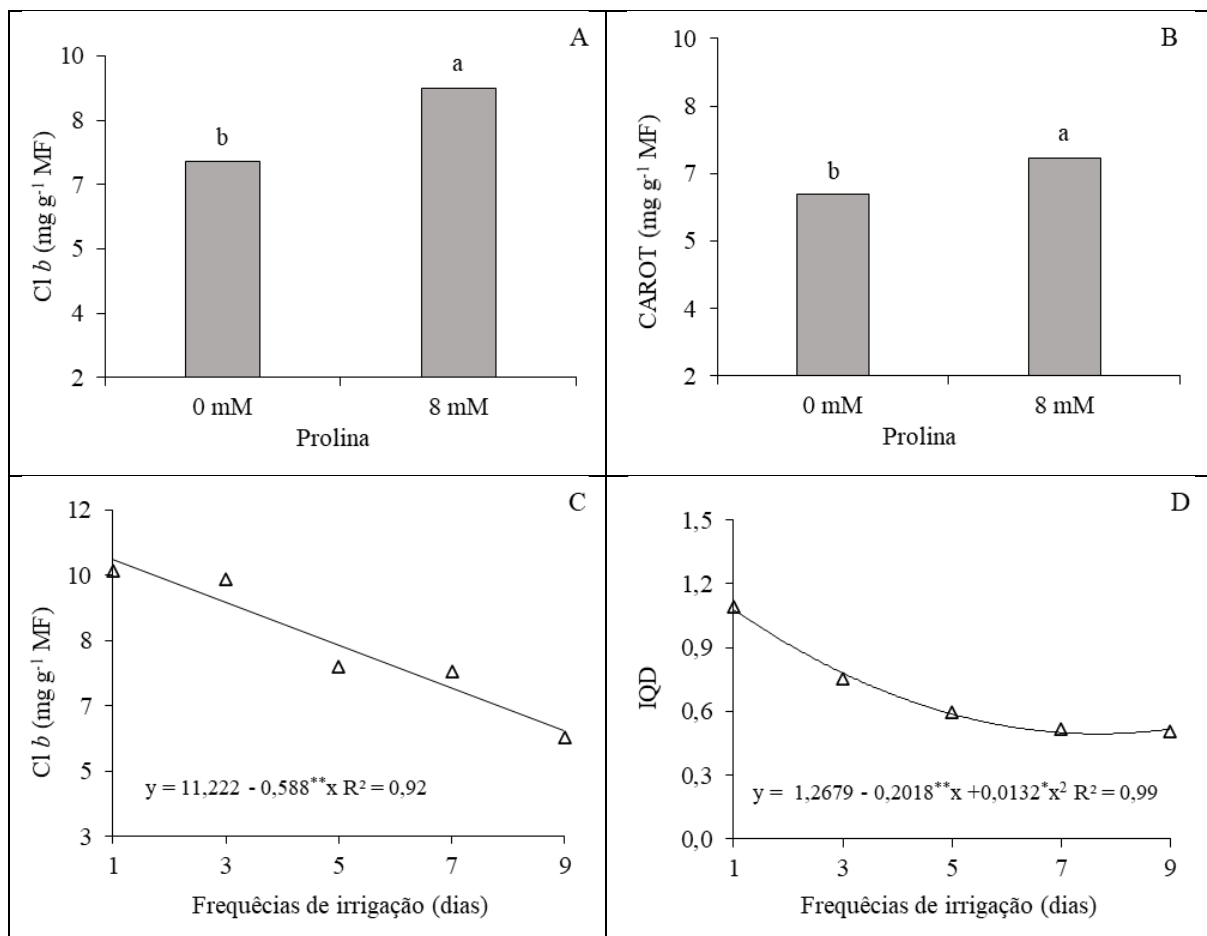 A
10
8
7
5
4
2
Cl b (mg g-1 MF)
b
a
0 mM
8 mM
Prolina
B
10
8
7
5
4
2
CAROT (mg g-1 MF)
b
a
0 mM
8 mM
Prolina
C
12
10
8
7
5
3
Cl b (mg g-1 MF)
y = 11,222 - 0,588**x R² = 0,92
1 3 5 7 9
Frequêcias de irrigação (dias)
D
1,5
1,2
0,9
0,6
0,3
0,0
IQD
y = 1,2679 - 0,2018**x +0,0132*x² R² = 0,99
1 3 5 7 9
Frequêcias de irrigação (dias)